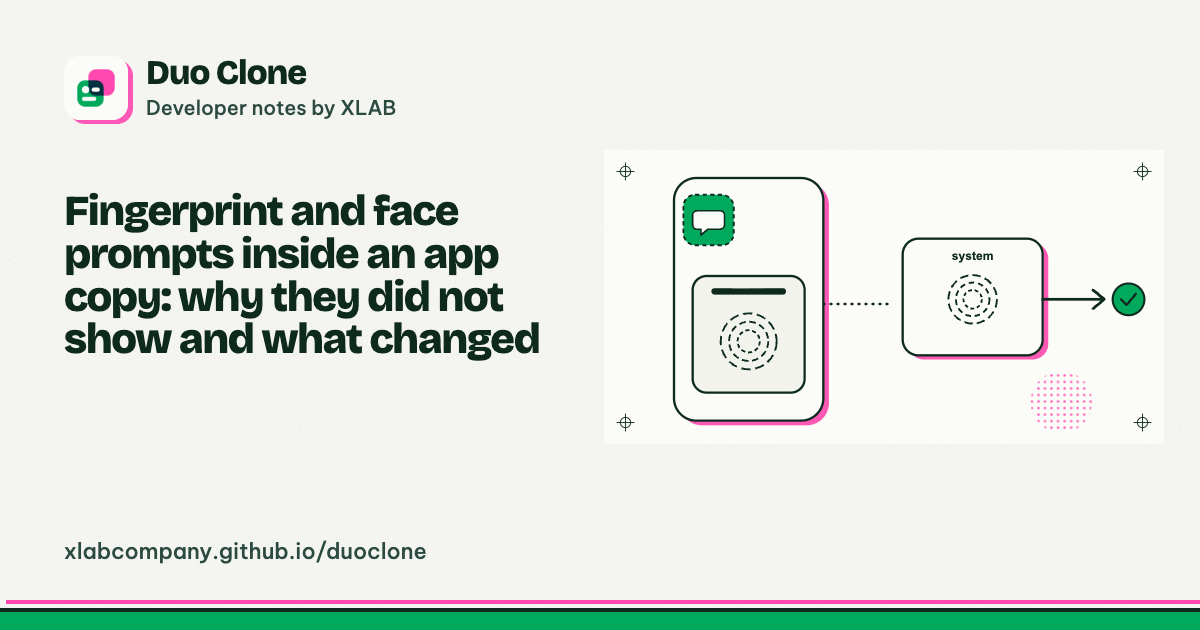 Duo Clone
Developer notes by XLAB
Fingerprint and face
prompts inside an app
copy: why they did not
show and what changed
system
xlabcompany.github.io/duoclone